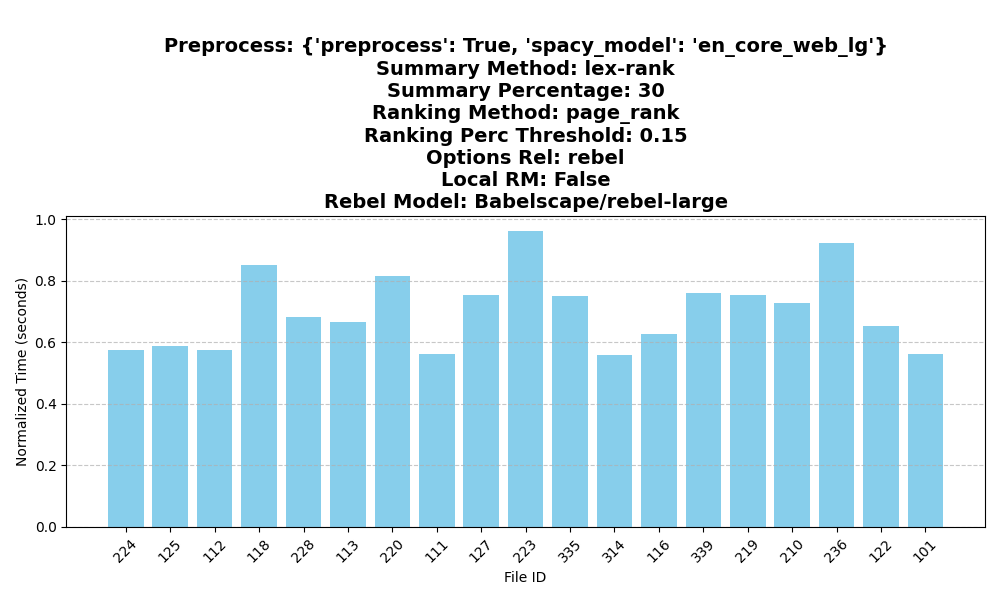 Preprocess: {'preprocess': True, 'spacy_model': 'en_core_web_lg'}
Summary Method: lex-rank
Summary Percentage: 30
Ranking Method: page_rank
Ranking Perc Threshold: 0.15
Options Rel: rebel
Local RM: False
Rebel Model: Babelscape/rebel-large
1.0
0.8
0.6
0.4
0.2
0.0
Normalized Time (seconds)
224 125 112 118 228 113 220 111 127 223 335 314 116 339 219 210 236 122 101
File ID